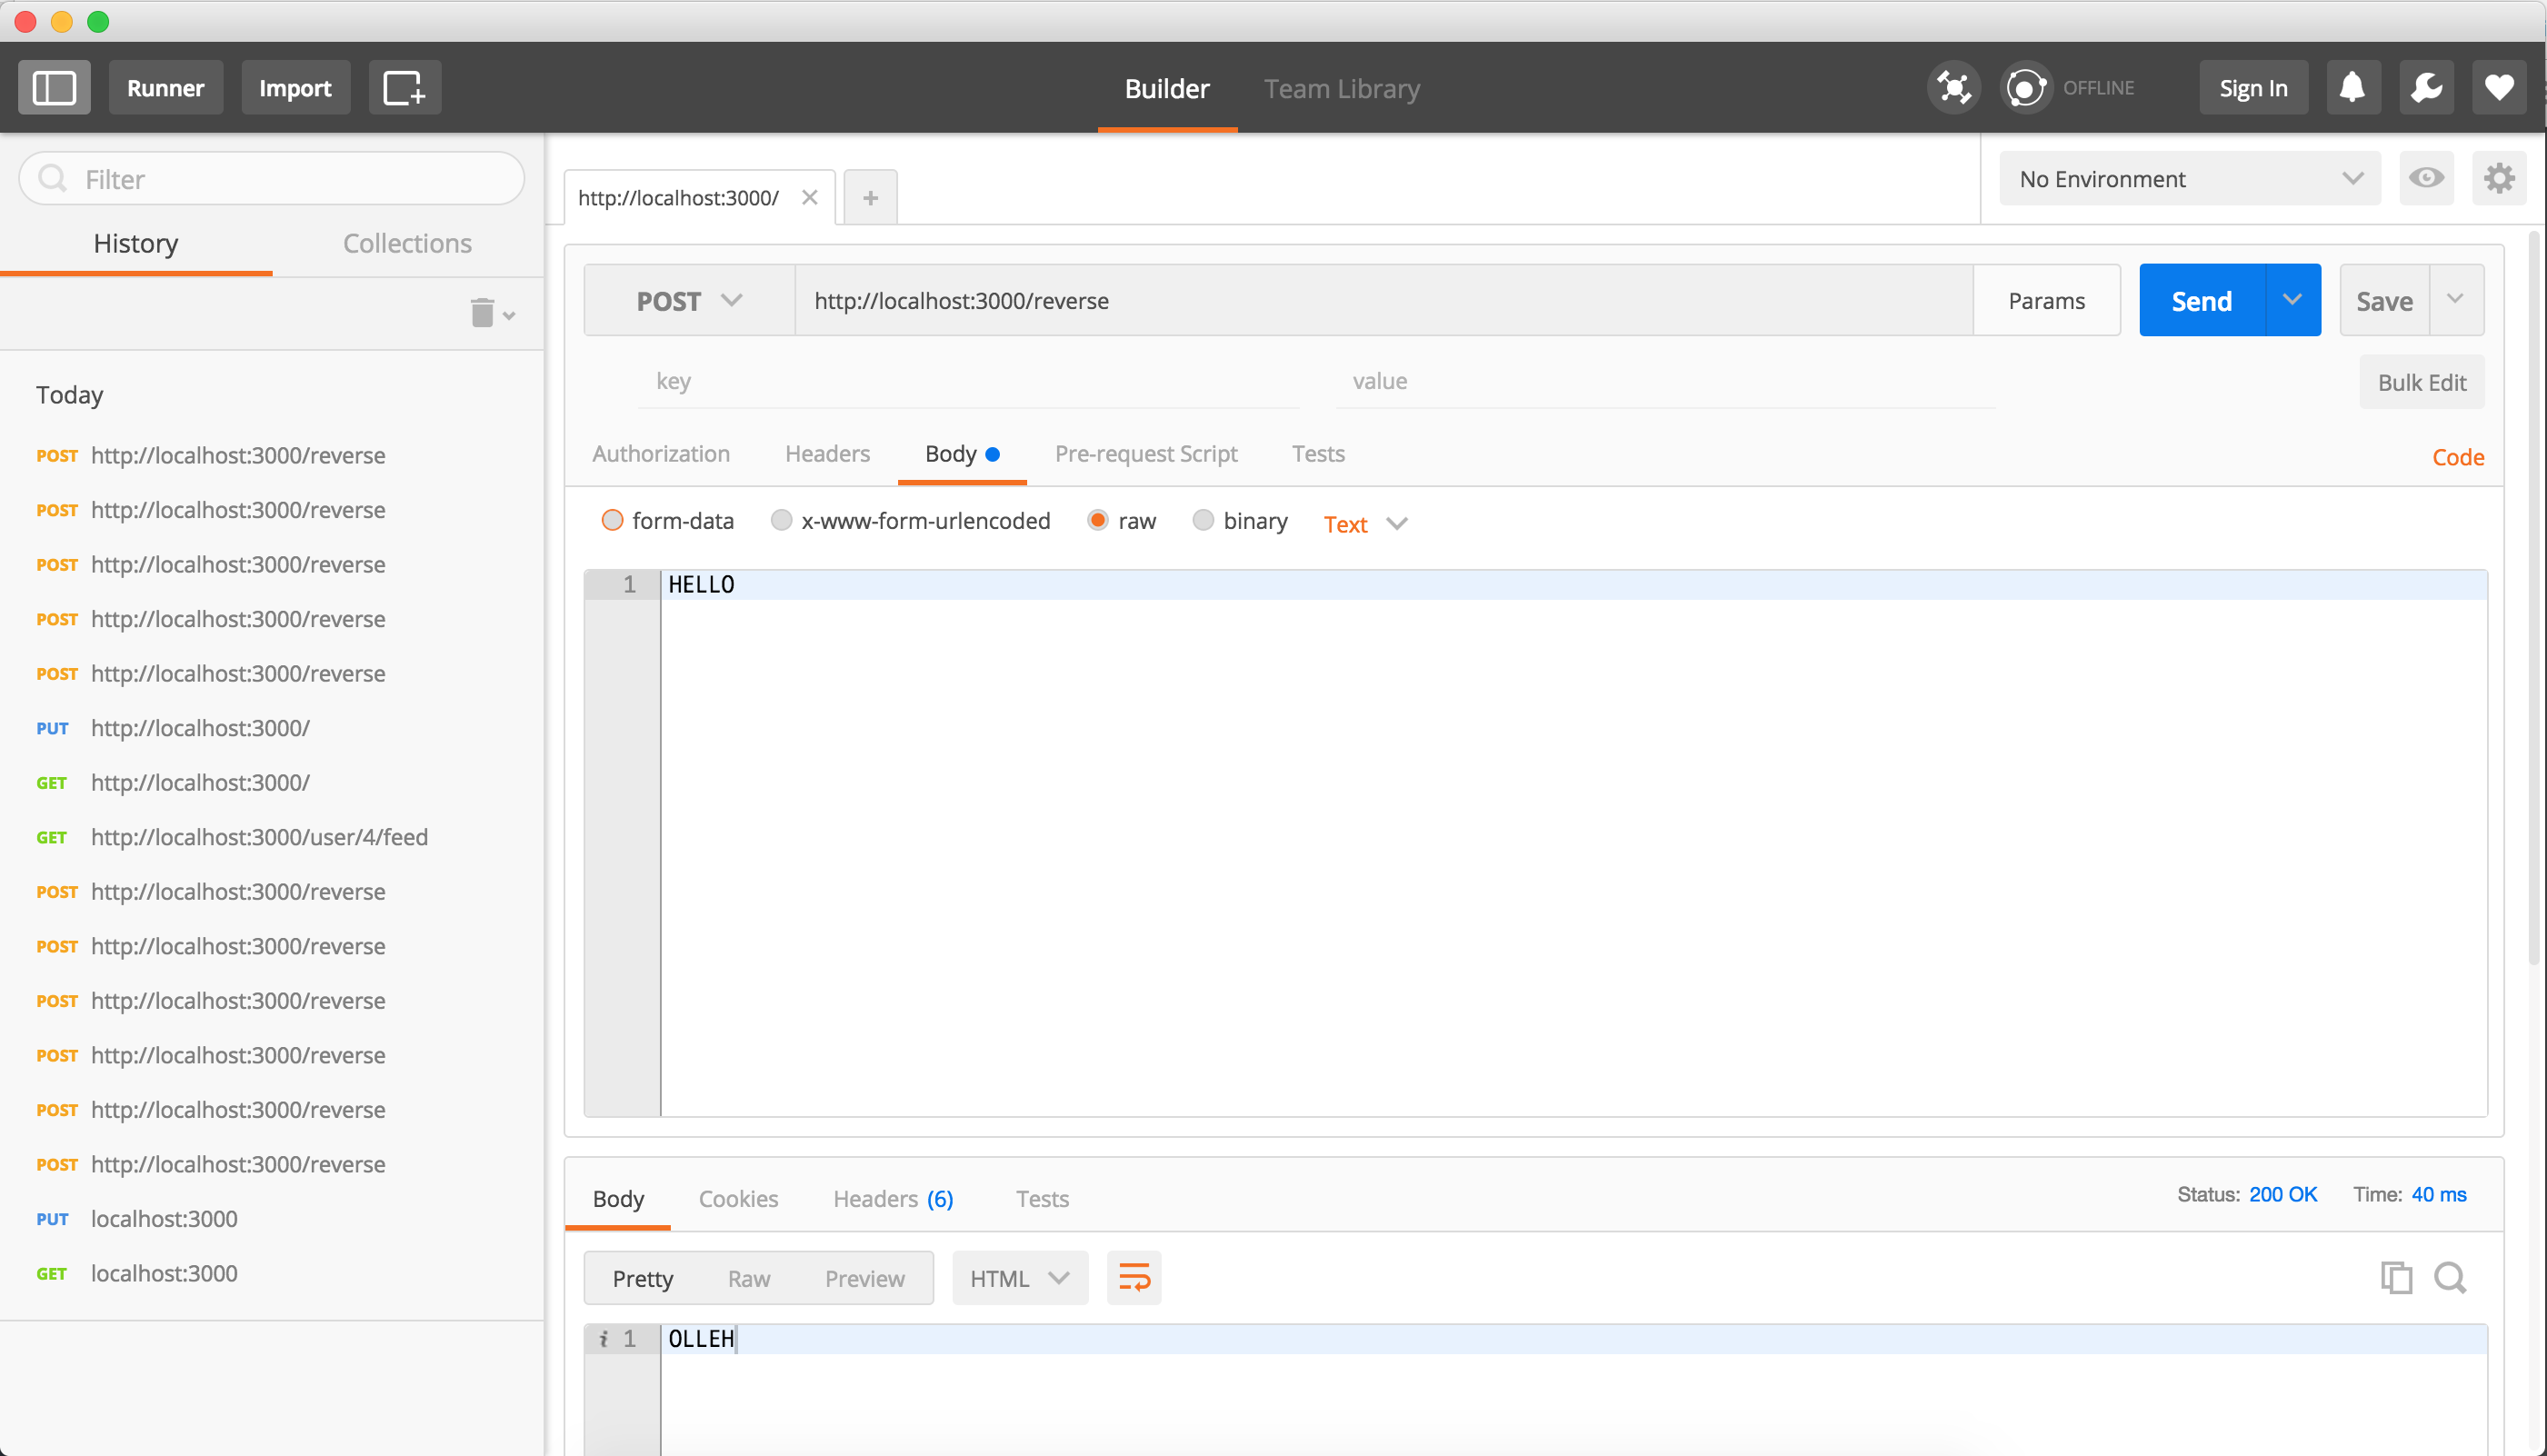 Runner Import Builder Team Library OFFLINE Sign In
Filter
http://localhost:3000/
No Environment
History Collections
POST http://localhost:3000/reverse Params Send Save
key value Bulk Edit
Today
Authorization Headers Body Pre-request Script Tests Code
form-data x-www-form-urlencoded raw binary Text
1 HELLO
POST http://localhost:3000/reverse
POST http://localhost:3000/reverse
POST http://localhost:3000/reverse
POST http://localhost:3000/reverse
POST http://localhost:3000/reverse
PUT http://localhost:3000/
GET http://localhost:3000/
GET http://localhost:3000/user/4/feed
POST http://localhost:3000/reverse
POST http://localhost:3000/reverse
POST http://localhost:3000/reverse
POST http://localhost:3000/reverse
POST http://localhost:3000/reverse
POST http://localhost:3000/reverse
PUT localhost:3000
GET localhost:3000
Body Cookies Headers (6) Tests Status: 200 OK Time: 40 ms
Pretty Raw Preview HTML
i 1 OLLEH